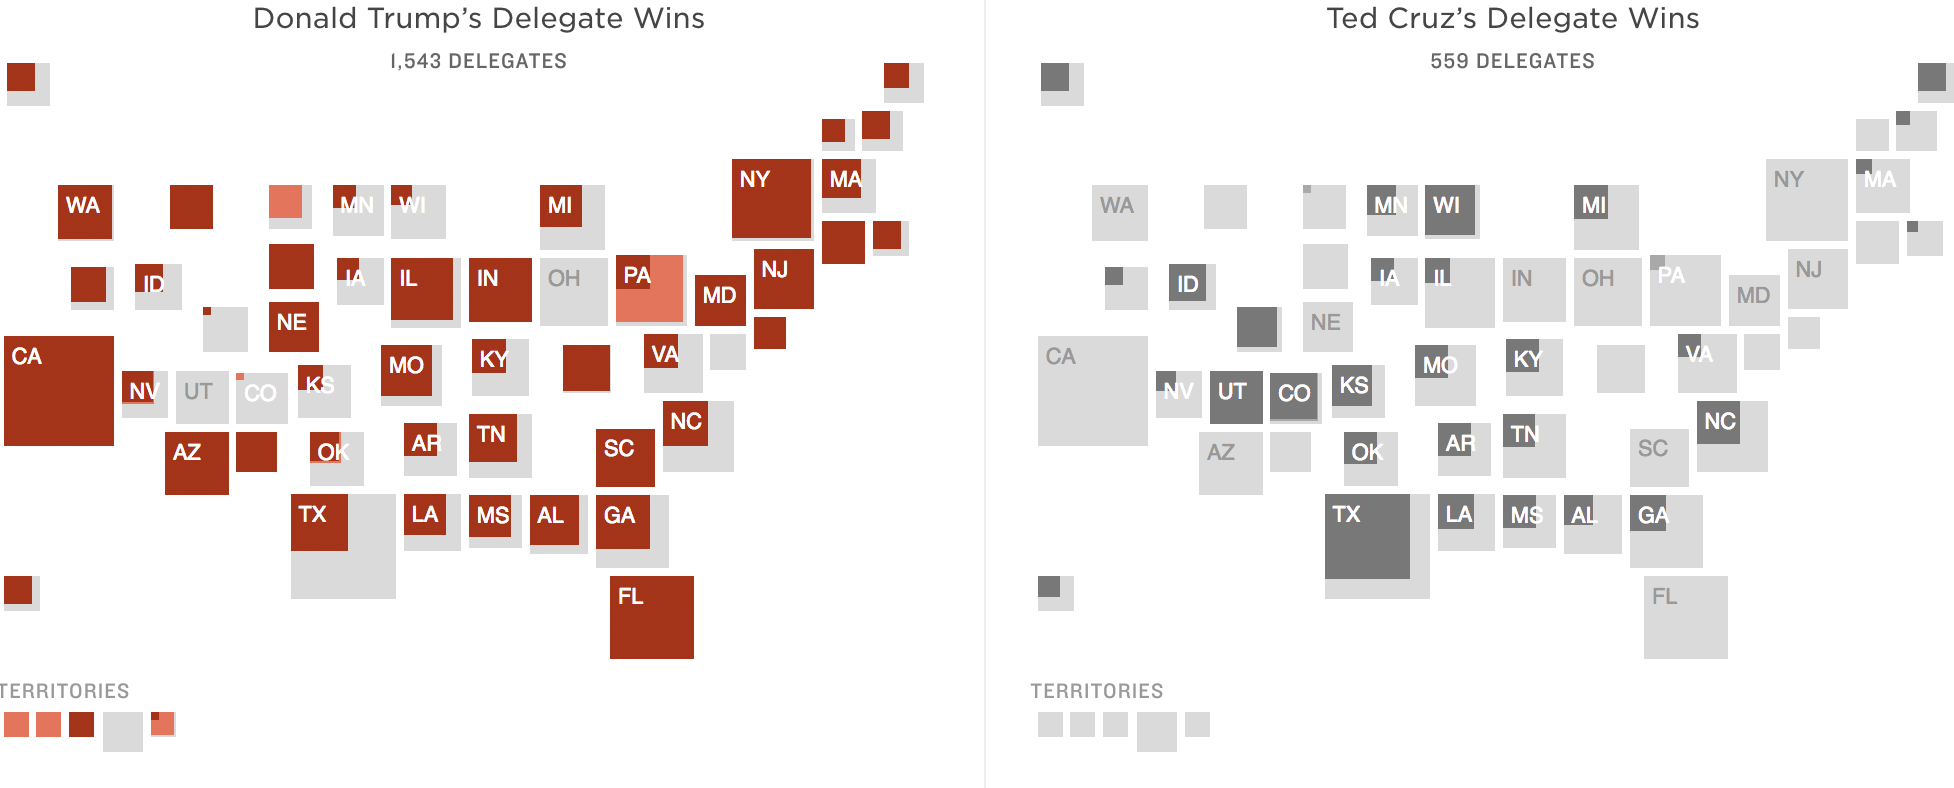 Donald Trump’s Delegate Wins
1,543 DELEGATES
NY
MA
WA
MN
WI
MI
ID
IA
IL
IN
OH
PA
MD
NJ
NE
CA
NV
UT
CO
KS
MO
KY
VA
AZ
OK
AR
TN
NC
SC
TX
LA
MS
AL
GA
FL
TERRITORIES
Ted Cruz’s Delegate Wins
559 DELEGATES
NY
MA
WA
MN
WI
MI
ID
IA
IL
IN
OH
PA
MD
NJ
NE
CA
NV
UT
CO
KS
MO
KY
VA
AZ
OK
AR
TN
NC
SC
TX
LA
MS
AL
GA
FL
TERRITORIES